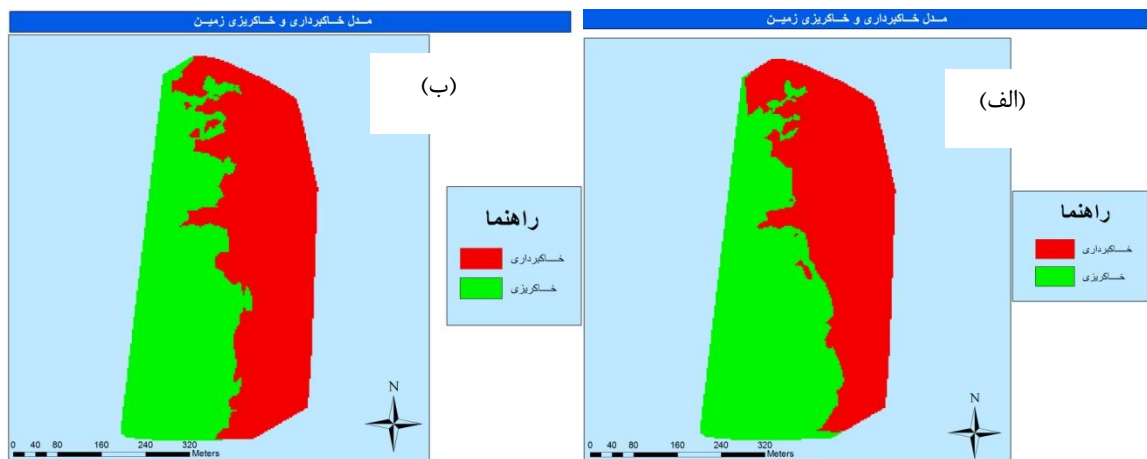 مدل خاکبرداری و خاکریزی زمین
(الف)
راهنما
خاکبرداری
خاکریزی
N
0 40 80 160 240 320
Meters
مدل خاکبرداری و خاکریزی زمین
(ب)
راهنما
خاکبرداری
خاکریزی
N
0 40 80 160 240 320
Meters